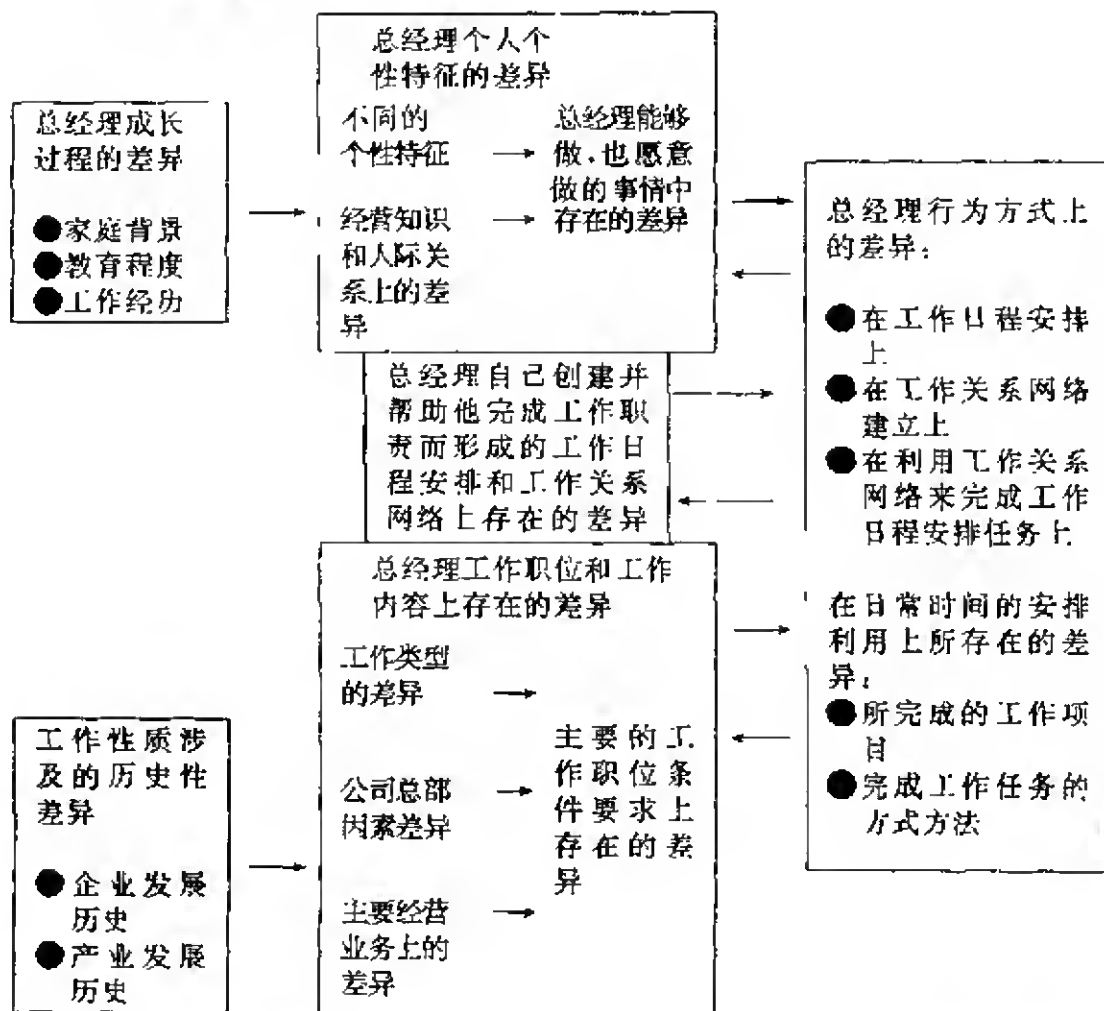 总经理成长
过程的差异
●家庭背景
●教育程度
●工作经历
总经理个人个
性特征的差异
不同的
个性特征
经营知识
和人际关
系上的差
异
总经理能够
做，也愿意
做的事情中
存在的差异
总经理自己创建并
帮助他完成工作职
责而形成的工作日
程安排和工作关系
网络上存在的差异
总经理工作职位和工作
内容上存在的差异
工作类型
的差异
公司总部
因素差异
主要经营
业务上的
差异
主要的工
作职位条
件要求上
存在的差
异
工作性质涉
及的历史性
差异
●企业发展
历史
●产业发展
历史
总经理行为方式上
的差异：
●在工作日程安排
上
●在工作关系网络
建立上
●在利用工作关系
网络来完成工作
日程安排任务上
在日常时间的安排
利用上所存在的差
异：
●所完成的工作项
目
●完成工作任务的
方式方法